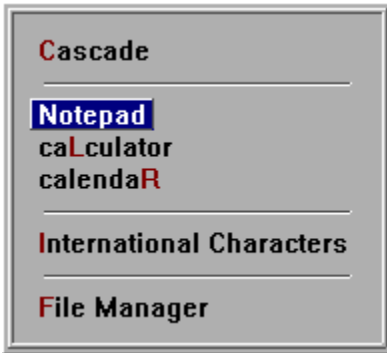 Cascade
Notepad
caLculator
calendaR
International Characters
File Manager